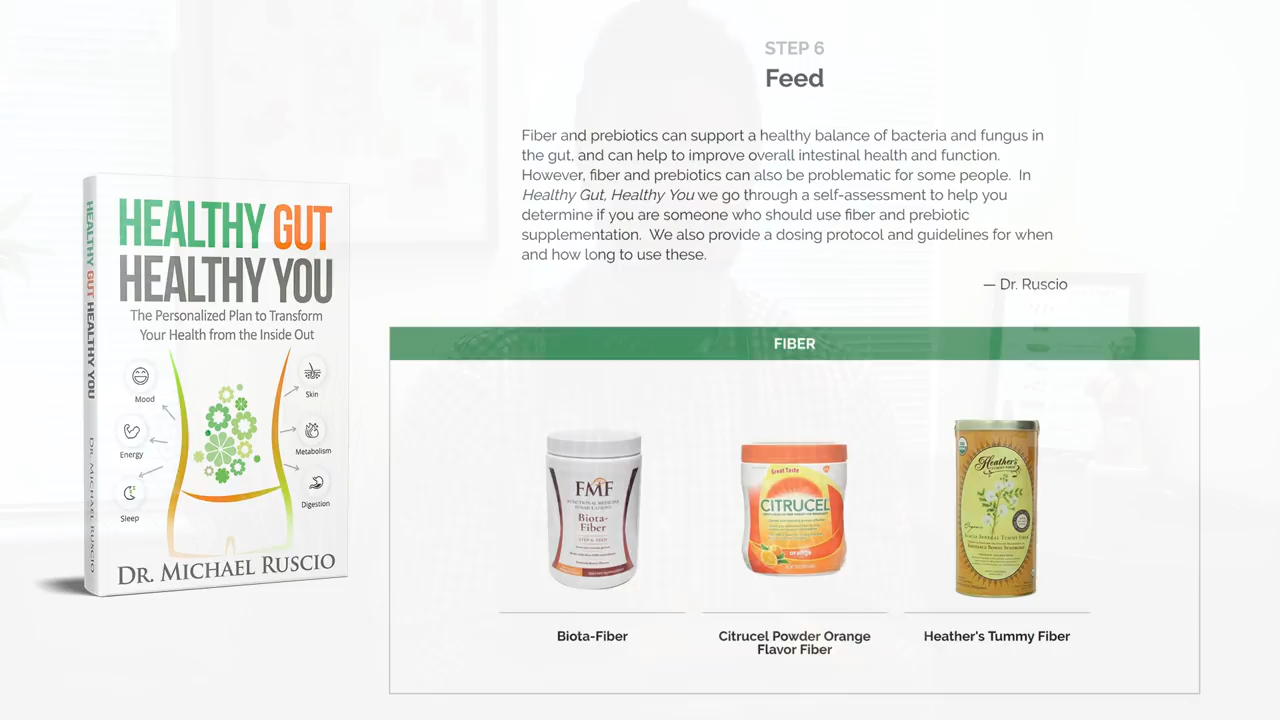 STEP 6
Feed
Fiber and prebiotics can support a healthy balance of bacteria and fungus in
the gut, and can help to improve overall intestinal health and function.
However, fiber and prebiotics can also be problematic for some people. In
Healthy Gut, Healthy You we go through a self-assessment to help you
determine if you are someone who should use fiber and prebiotic
supplementation. We also provide a dosing protocol and guidelines for when
and how long to use these.
— Dr. Ruscio
HEALTHY GUT HEALTHY YOU
DR. MICHAEL RUSCIO
HEALTHY GUT
HEALTHY YOU
The Personalized Plan to Transform
Your Health from the Inside Out
Mood
Skin
Energy
Metabolism
Sleep
Digestion
DR. MICHAEL RUSCIO
FIBER
FMF
Biota-
Fiber
STEP 6: FEED
Great Taste
CITRUCEL
orange
Heather's
Organic
Biota-Fiber
Citrucel Powder Orange
Flavor Fiber
Heather's Tummy Fiber